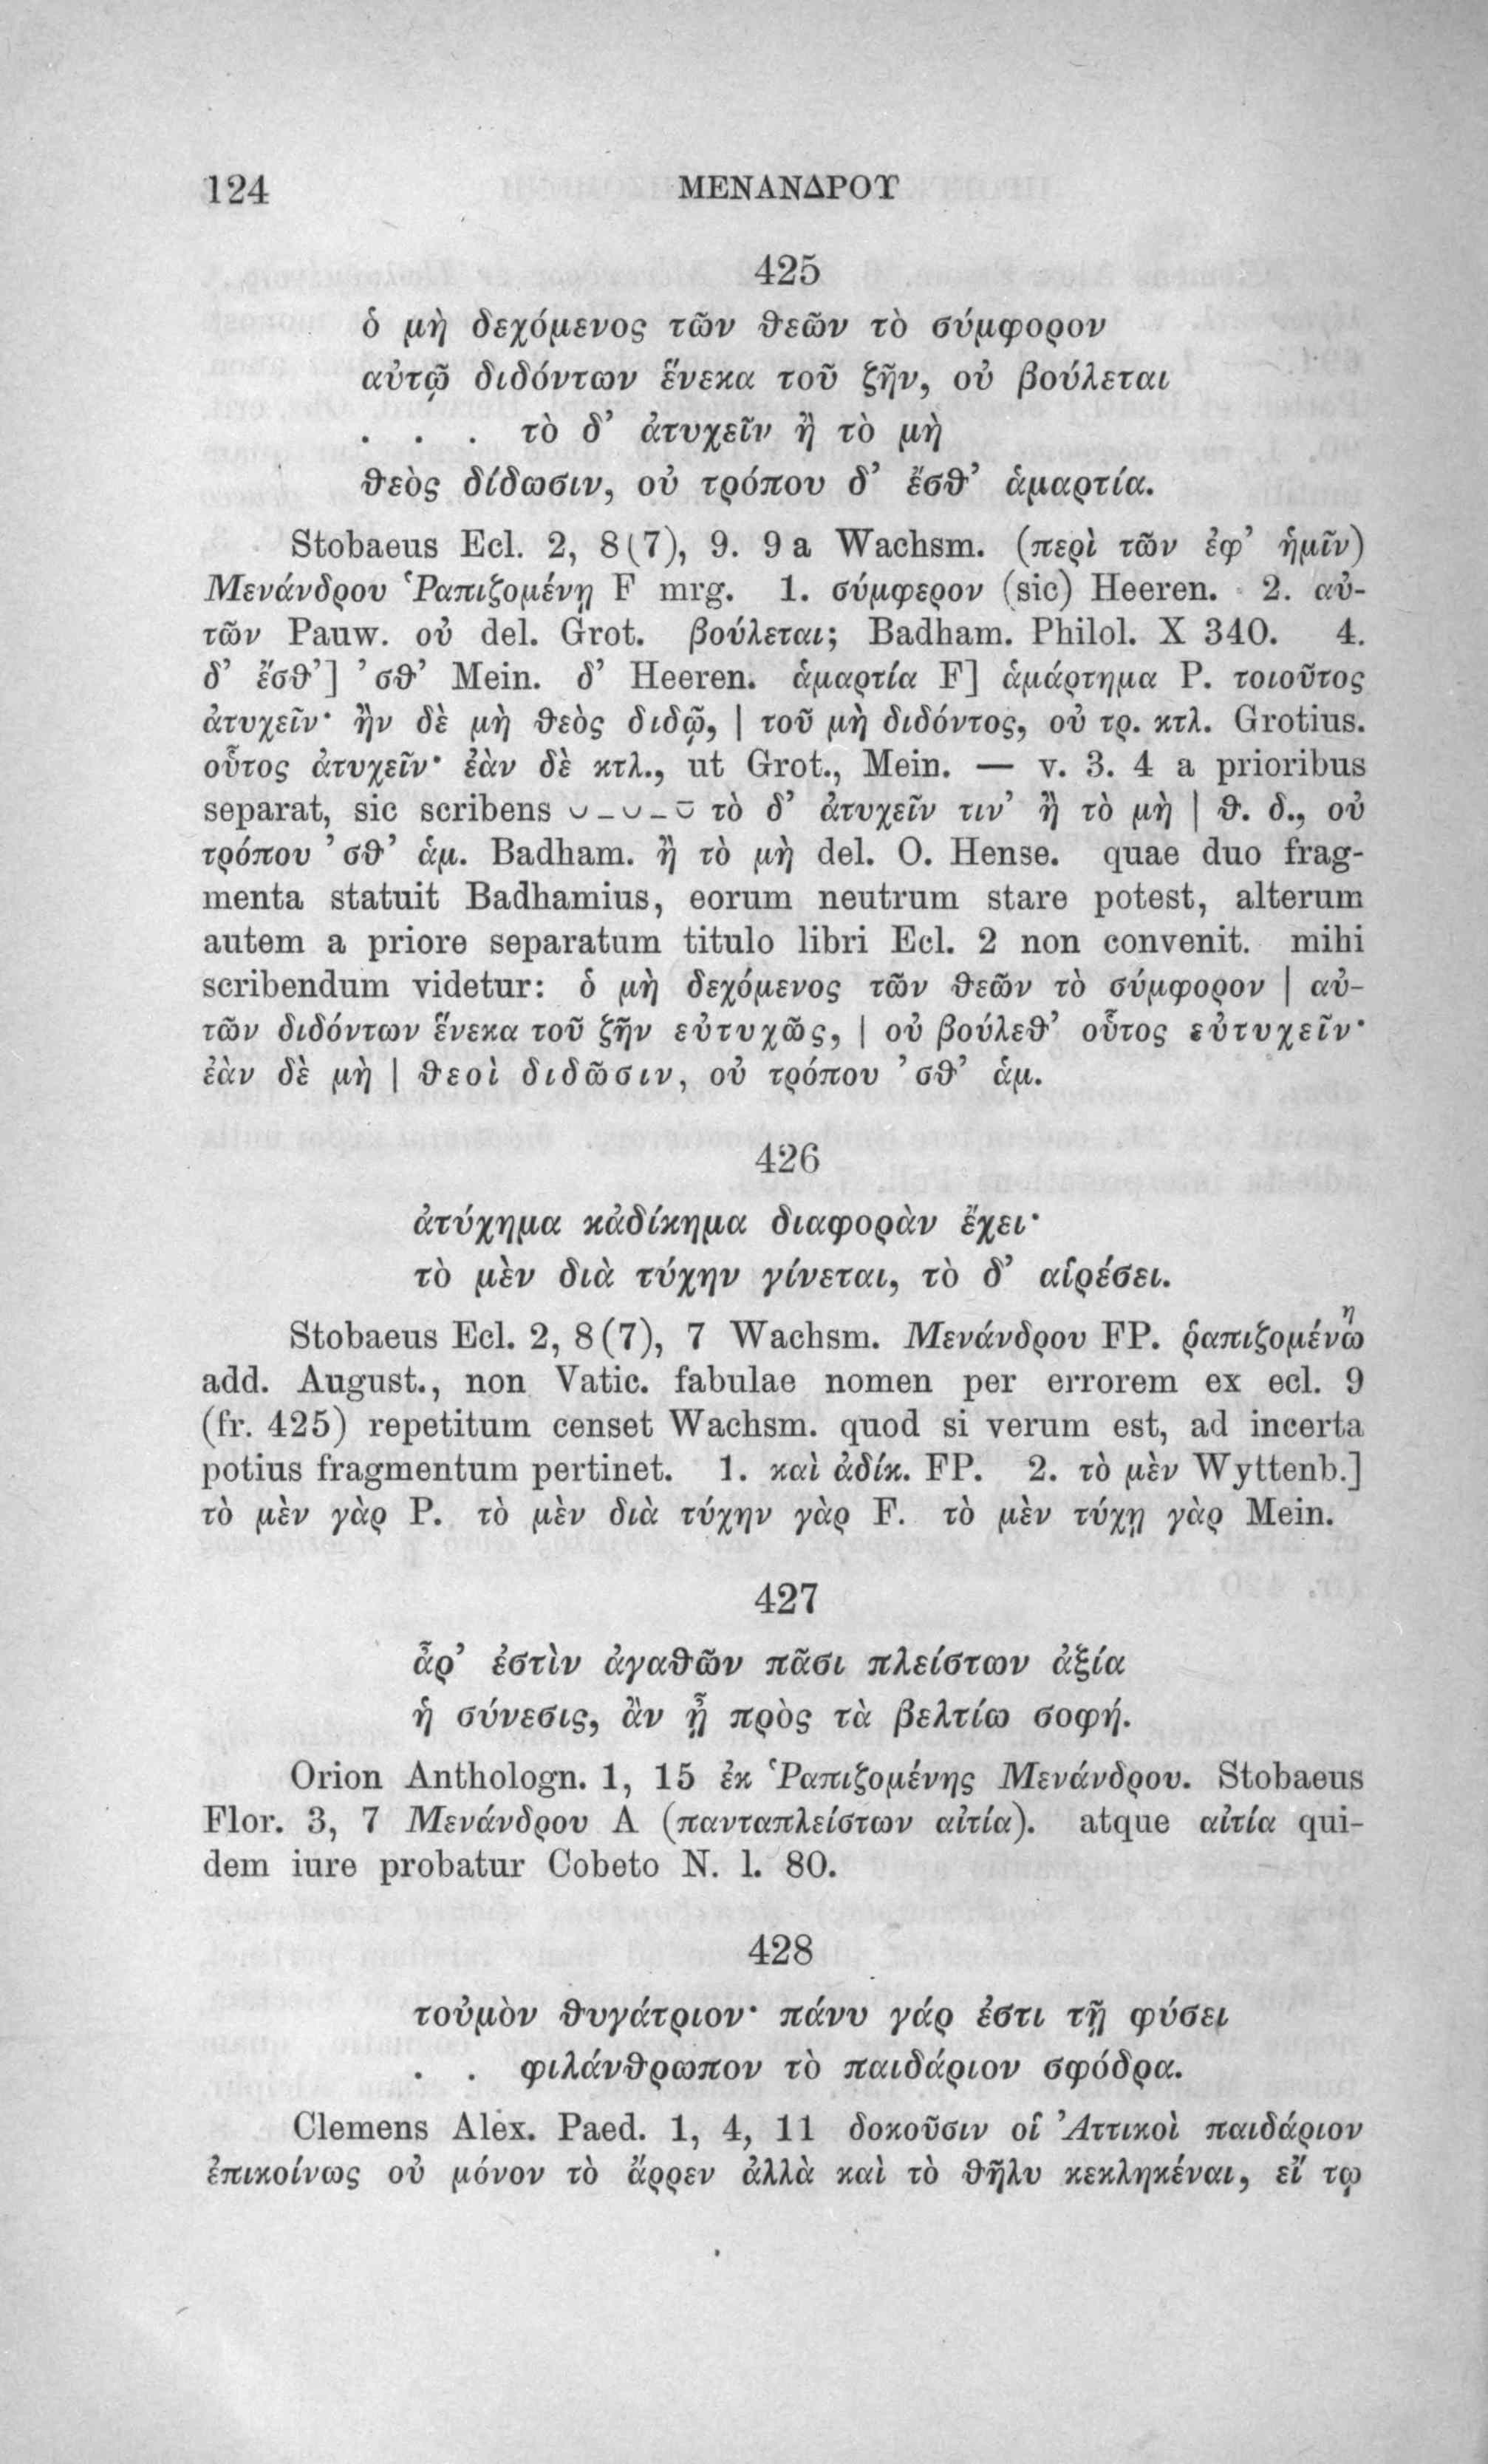 124 ΜΕΝΑΝΔΡΟΥ
425
ὁ μὴ δεχόμενος τῶν θεῶν τὸ σύμφορον
αὐτῷ διδόντων ἕνεκα τοῦ ζῆν, οὐ βούλεται
. . . τὸ δ’ ἀτυχεῖν ἢ τὸ μὴ
θεὸς δίδωσιν, οὐ τρόπου δ’ ἔσθ’ ἁμαρτία.
Stobaeus Ecl. 2, 8(7), 9. 9a Wachsm. (περὶ τῶν ἐφ’ ἡμῖν)
Μενάνδρου Ῥαπιζομένη F mrg. 1. σύμφερον (sic) Heeren. 2. αὐ-
τῶν Pauw. οὐ del. Grot. βούλεται; Badham. Philol. X 340. 4.
δ’ ἔσθ’] ’σθ’ Mein. δ’ Heeren. ἁμαρτία F] ἁμάρτημα P. τοιοῦτος
ἀτυχεῖν· ἢν δὲ μὴ θεὸς διδῷ, | τοῦ μὴ διδόντος, οὐ τρ. κτλ. Grotius.
οὗτος ἀτυχεῖν· ἐὰν δὲ κτλ., ut Grot., Mein. — v. 3. 4 a prioribus
separat, sic scribens ⏑ – ⏑ – ⏓ τὸ δ’ ἀτυχεῖν τιν’ ἢ τὸ μὴ | θ. δ., οὐ
τρόπου ’σθ’ ἁμ. Badham. ἢ τὸ μὴ del. O. Hense. quae duo frag-
menta statuit Badhamius, eorum neutrum stare potest, alterum
autem a priore separatum titulo libri Ecl. 2 non convenit. mihi
scribendum videtur: ὁ μὴ δεχόμενος τῶν θεῶν τὸ σύμφορον | αὐ-
τῶν διδόντων ἕνεκα τοῦ ζῆν εὐτυχῶς, | οὐ βούλεθ’ οὗτος εὐτυχεῖν·
ἐὰν δὲ μὴ | θεοὶ διδῶσιν, οὐ τρόπου ’σθ’ ἁμ.
426
ἀτύχημα κἀδίκημα διαφορὰν ἔχει·
τὸ μὲν διὰ τύχην γίνεται, τὸ δ’ αἱρέσει.
Stobaeus Ecl. 2, 8(7), 7 Wachsm. Μενάνδρου FP. ῥαπιζομένῳη
add. August., non Vatic. fabulae nomen per errorem ex ecl. 9
(fr. 425) repetitum censet Wachsm. quod si verum est, ad incerta
potius fragmentum pertinet. 1. καὶ ἀδίκ. FP. 2. τὸ μὲν Wyttenb.]
τὸ μὲν γὰρ P. τὸ μὲν διὰ τύχην γὰρ F. τὸ μὲν τύχῃ γὰρ Mein.
427
ἆρ’ ἐστὶν ἀγαθῶν πᾶσι πλείστων ἀξία
ἡ σύνεσις, ἂν ᾖ πρὸς τὰ βελτίω σοφή.
Orion Anthologn. 1, 15 ἐκ Ῥαπιζομένης Μενάνδρου. Stobaeus
Flor. 3, 7 Μενάνδρου A (πανταπλείστων αἰτία). atque αἰτία qui-
dem iure probatur Cobeto N. l. 80.
428
τοὐμὸν θυγάτριον· πάνυ γάρ ἐστι τῇ φύσει
. . φιλάνθρωπον τὸ παιδάριον σφόδρα.
Clemens Alex. Paed. 1, 4, 11 δοκοῦσιν οἱ Ἀττικοὶ παιδάριον
ἐπικοίνως οὐ μόνον τὸ ἄρρεν ἀλλὰ καὶ τὸ θῆλυ κεκληκέναι, εἴ τῳ